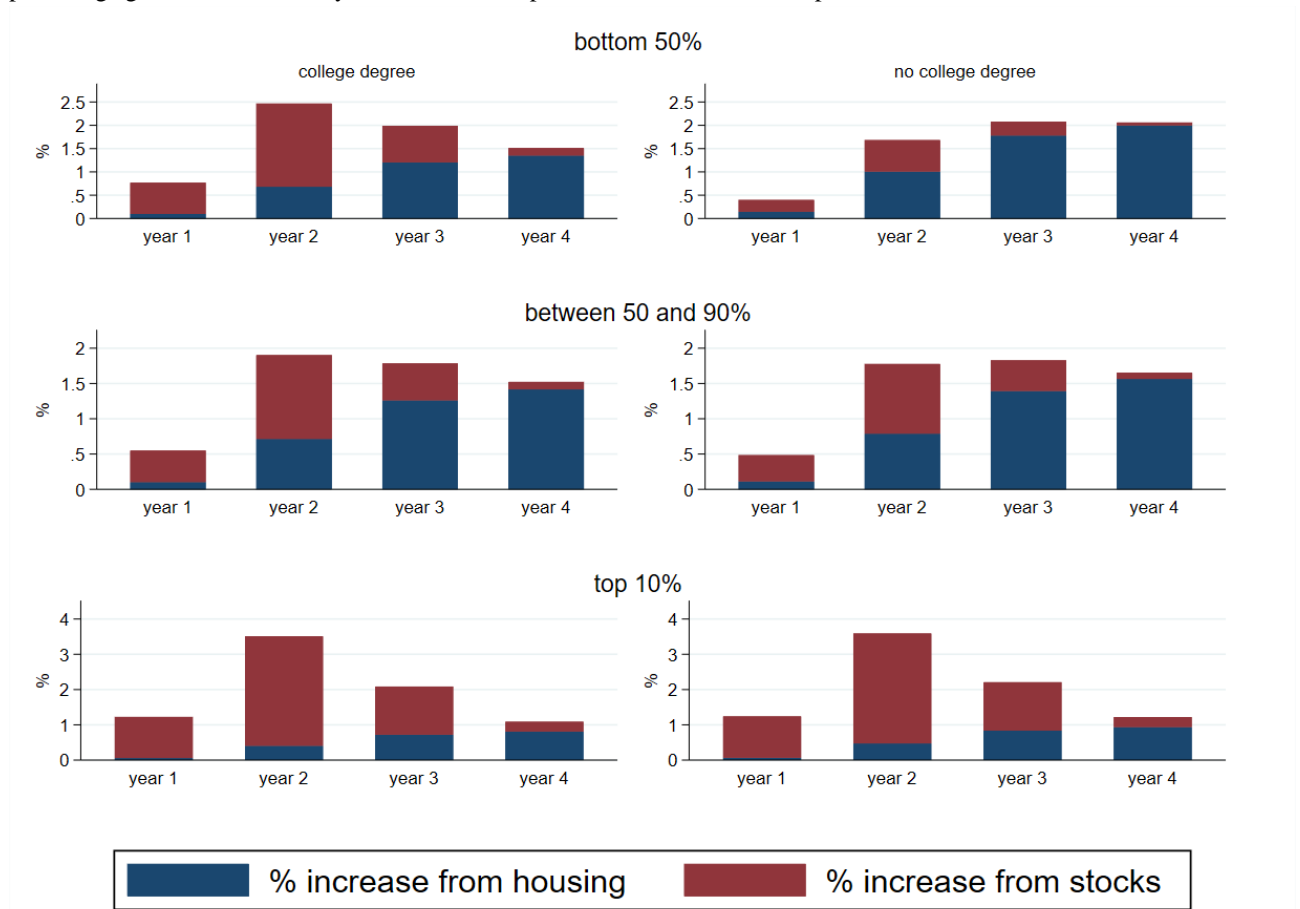 bottom 50%
college degree
no college degree
2.5
2
1.5
1
.5
0
%
year 1 year 2 year 3 year 4
2.5
2
1.5
1
.5
0
%
year 1 year 2 year 3 year 4
between 50 and 90%
2
1.5
1
.5
0
%
year 1 year 2 year 3 year 4
2
1.5
1
.5
0
%
year 1 year 2 year 3 year 4
top 10%
4
3
2
1
0
%
year 1 year 2 year 3 year 4
4
3
2
1
0
%
year 1 year 2 year 3 year 4
% increase from housing
% increase from stocks